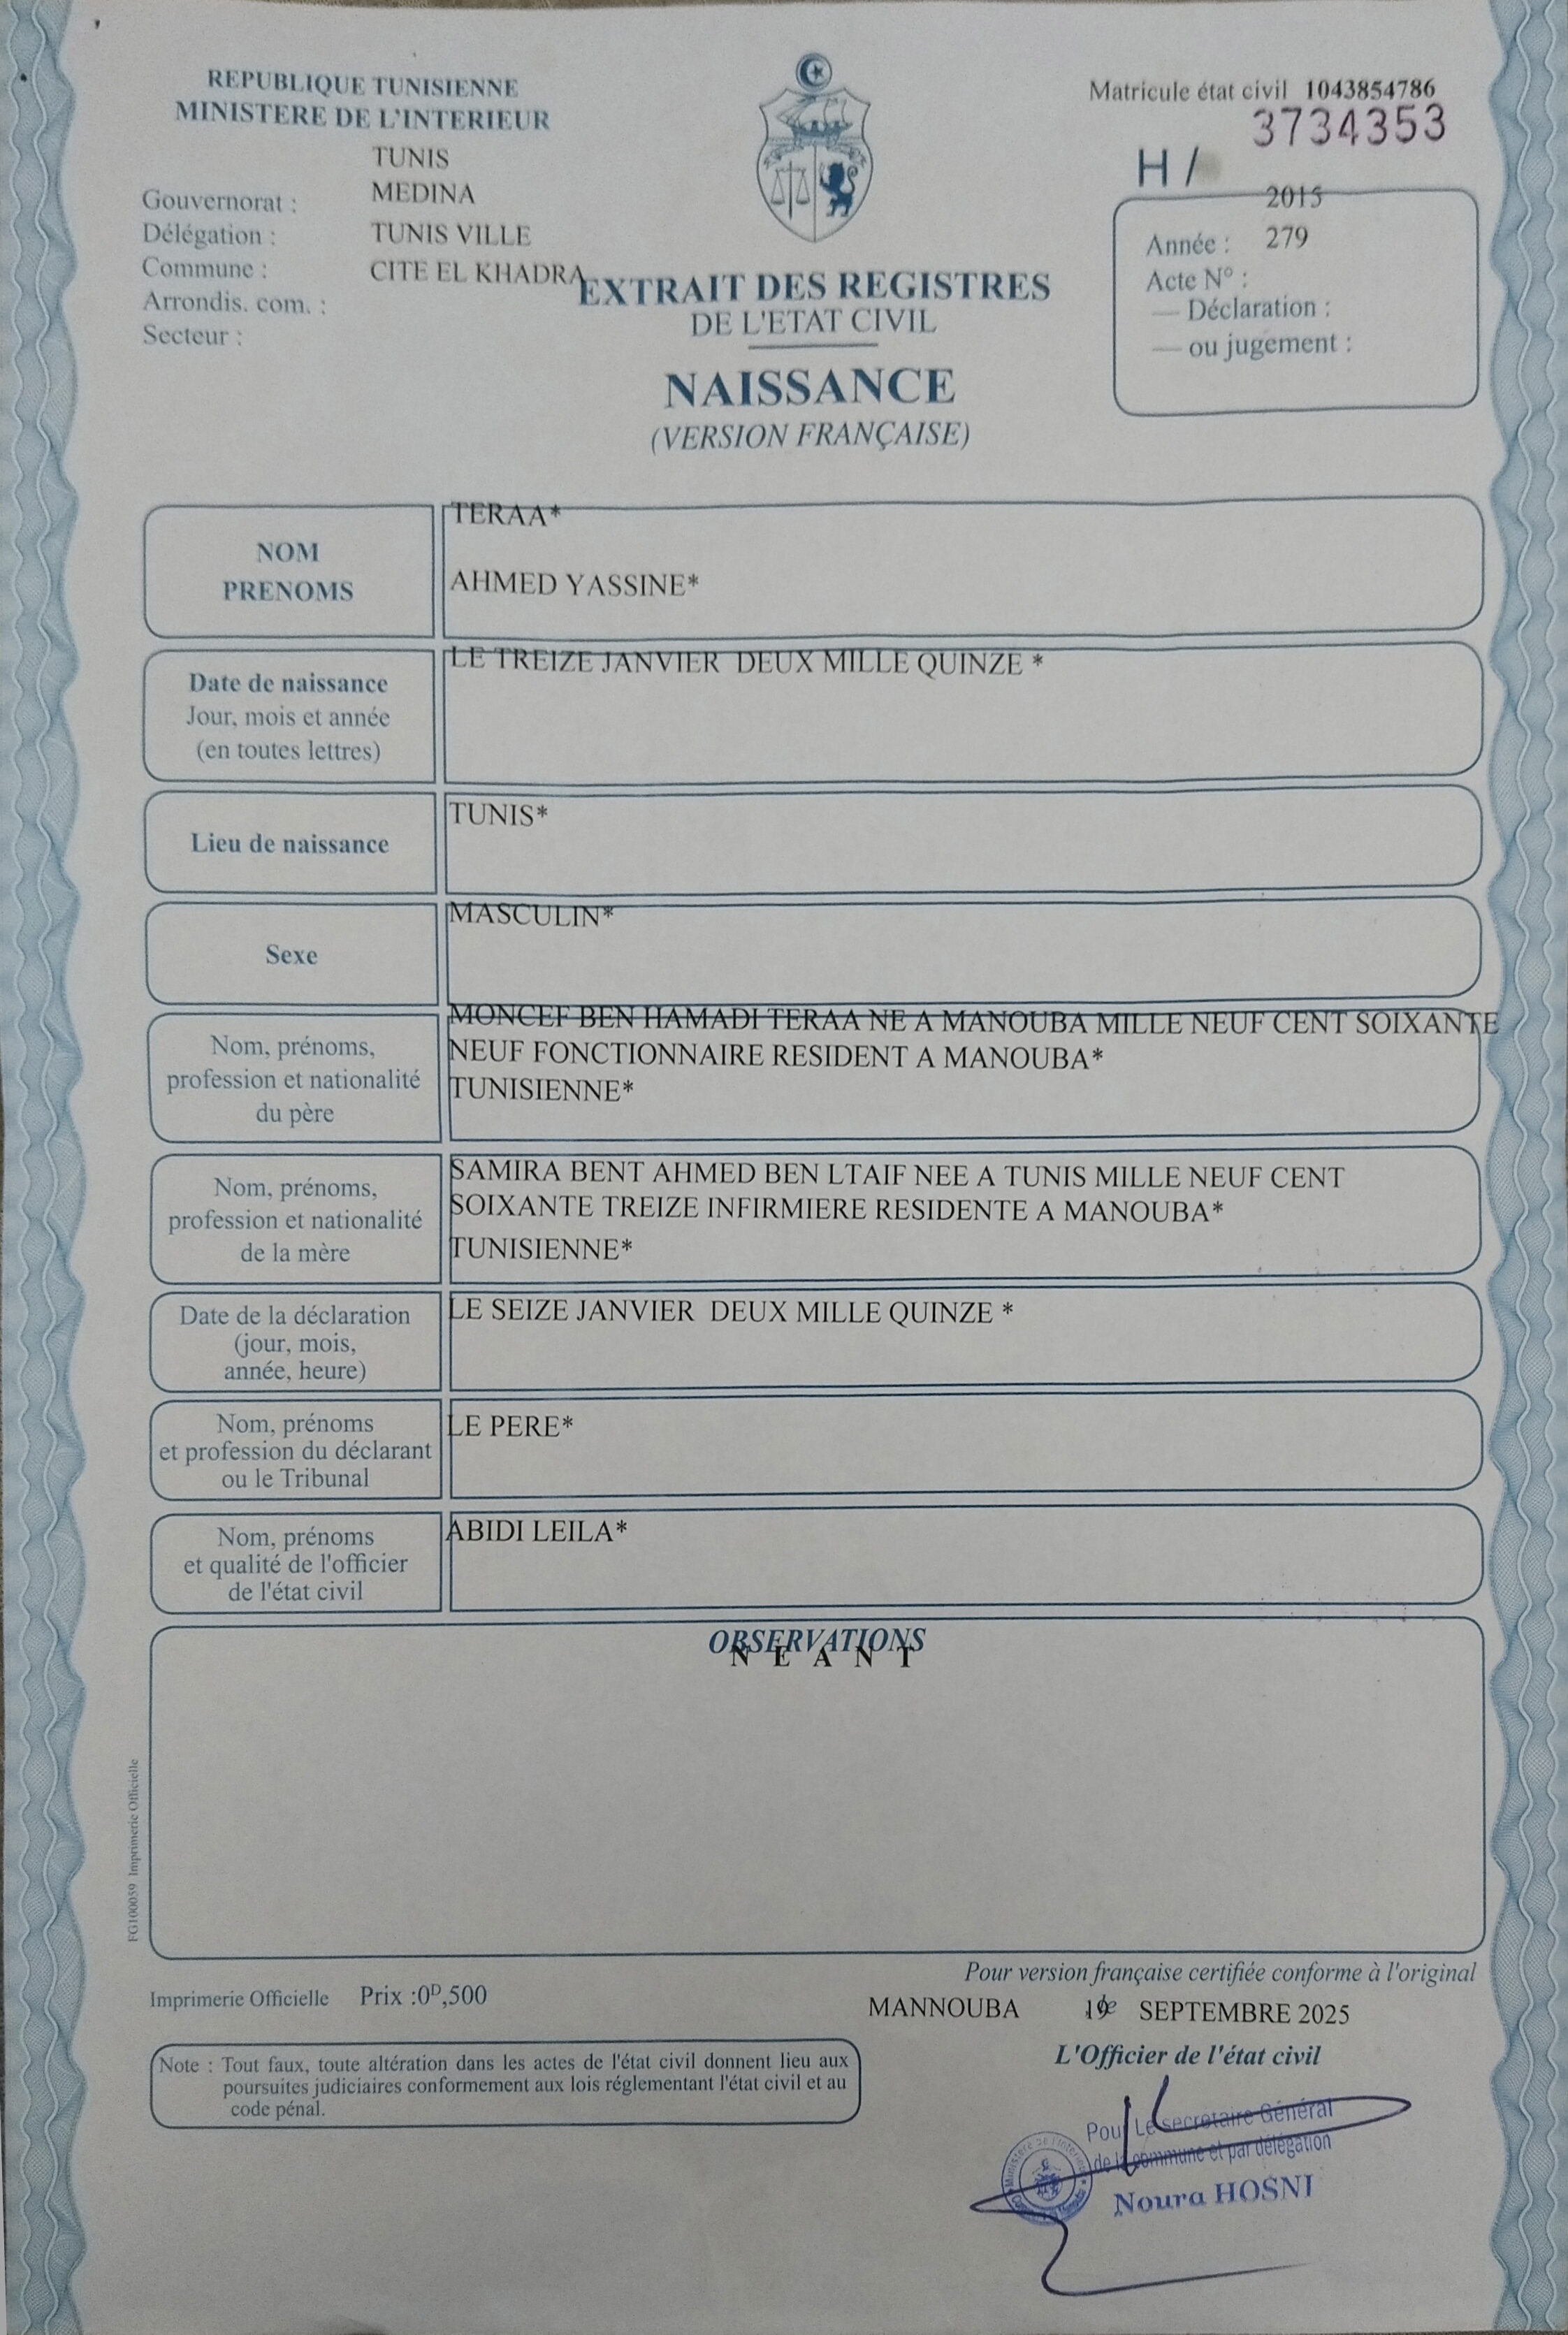 REPUBLIQUE TUNISIENNE
MINISTERE DE L'INTERIEUR
TUNIS
Gouvernorat : MEDINA
Délégation : TUNIS VILLE
Commune : CITE EL KHADRA
Arrondis. com. :
Secteur :
Matricule état civil 1043854786
3734353
H /
2015
Année : 279
Acte N° :
— Déclaration :
— ou jugement :
EXTRAIT DES REGISTRES
DE L'ETAT CIVIL
NAISSANCE
(VERSION FRANÇAISE)
NOM
PRENOMS
TERAA*
AHMED YASSINE*
Date de naissance
Jour, mois et année
(en toutes lettres)
LE TREIZE JANVIER DEUX MILLE QUINZE *
Lieu de naissance
TUNIS*
Sexe
MASCULIN*
Nom, prénoms,
profession et nationalité
du père
MONCEF BEN HAMADI TERAA NE A MANOUBA MILLE NEUF CENT SOIXANTE
NEUF FONCTIONNAIRE RESIDENT A MANOUBA*
TUNISIENNE*
Nom, prénoms,
profession et nationalité
de la mère
SAMIRA BENT AHMED BEN LTAIF NEE A TUNIS MILLE NEUF CENT
SOIXANTE TREIZE INFIRMIERE RESIDENTE A MANOUBA*
TUNISIENNE*
Date de la déclaration
(jour, mois,
année, heure)
LE SEIZE JANVIER DEUX MILLE QUINZE *
Nom, prénoms
et profession du déclarant
ou le Tribunal
LE PERE*
Nom, prénoms
et qualité de l'officier
de l'état civil
ABIDI LEILA*
OBSERVATIONS
N E A N T
FG100059 Imprimerie Officielle
Pour version française certifiée conforme à l'original
Imprimerie Officielle Prix :0ᴰ,500
MANNOUBA 19 le SEPTEMBRE 2025
L'Officier de l'état civil
Note : Tout faux, toute altération dans les actes de l'état civil donnent lieu aux
poursuites judiciaires conformement aux lois réglementant l'état civil et au
code pénal.
Pour Le secretaire Général
de la commune et par délégation
Noura HOSNI